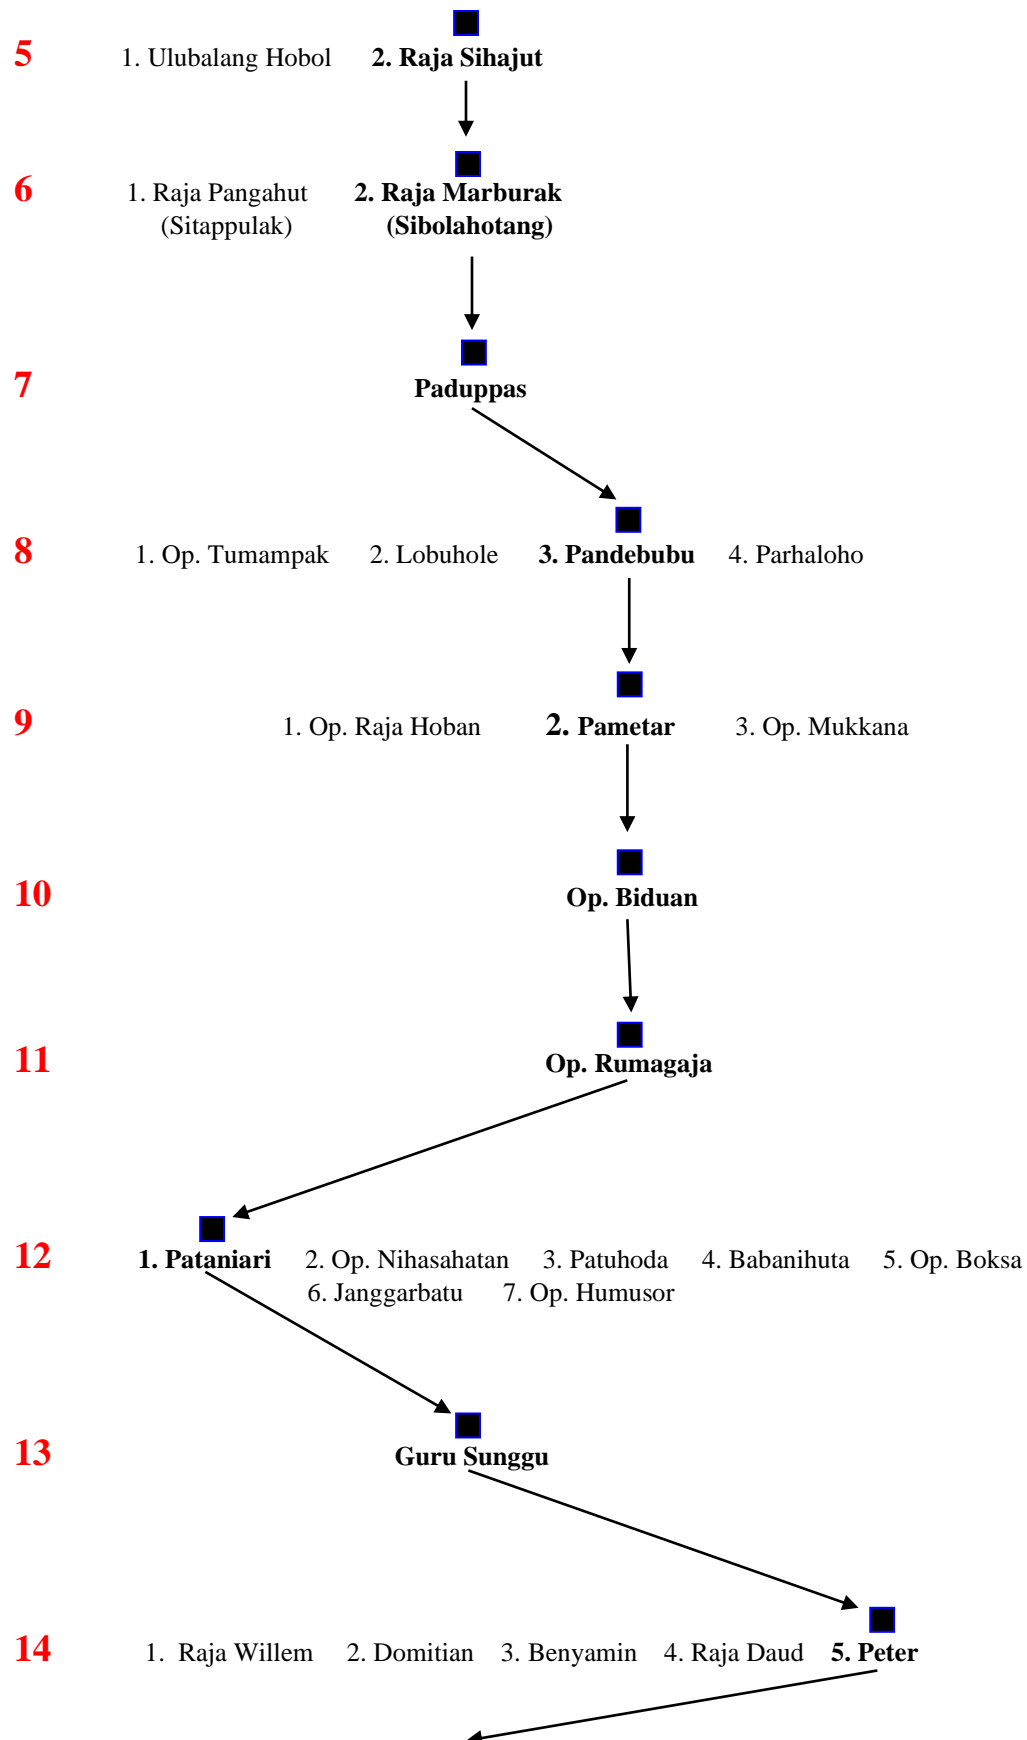 5 1. Ulubalang Hobol 2. Raja Sihajut
6 1. Raja Pangahut 2. Raja Marburak
(Sitappulak) (Sibolahotang)
7 Paduppas
8 1. Op. Tumampak 2. Lobuhole 3. Pandebubu 4. Parhaloho
9 1. Op. Raja Hoban 2. Pametar 3. Op. Mukkana
10 Op. Biduan
11 Op. Rumagaja
12 1. Pataniari 2. Op. Nihasahatan 3. Patuhoda 4. Babanihuta 5. Op. Boksa
6. Janggarbatu 7. Op. Humusor
13 Guru Sunggu
14 1. Raja Willem 2. Domitian 3. Benyamin 4. Raja Daud 5. Peter